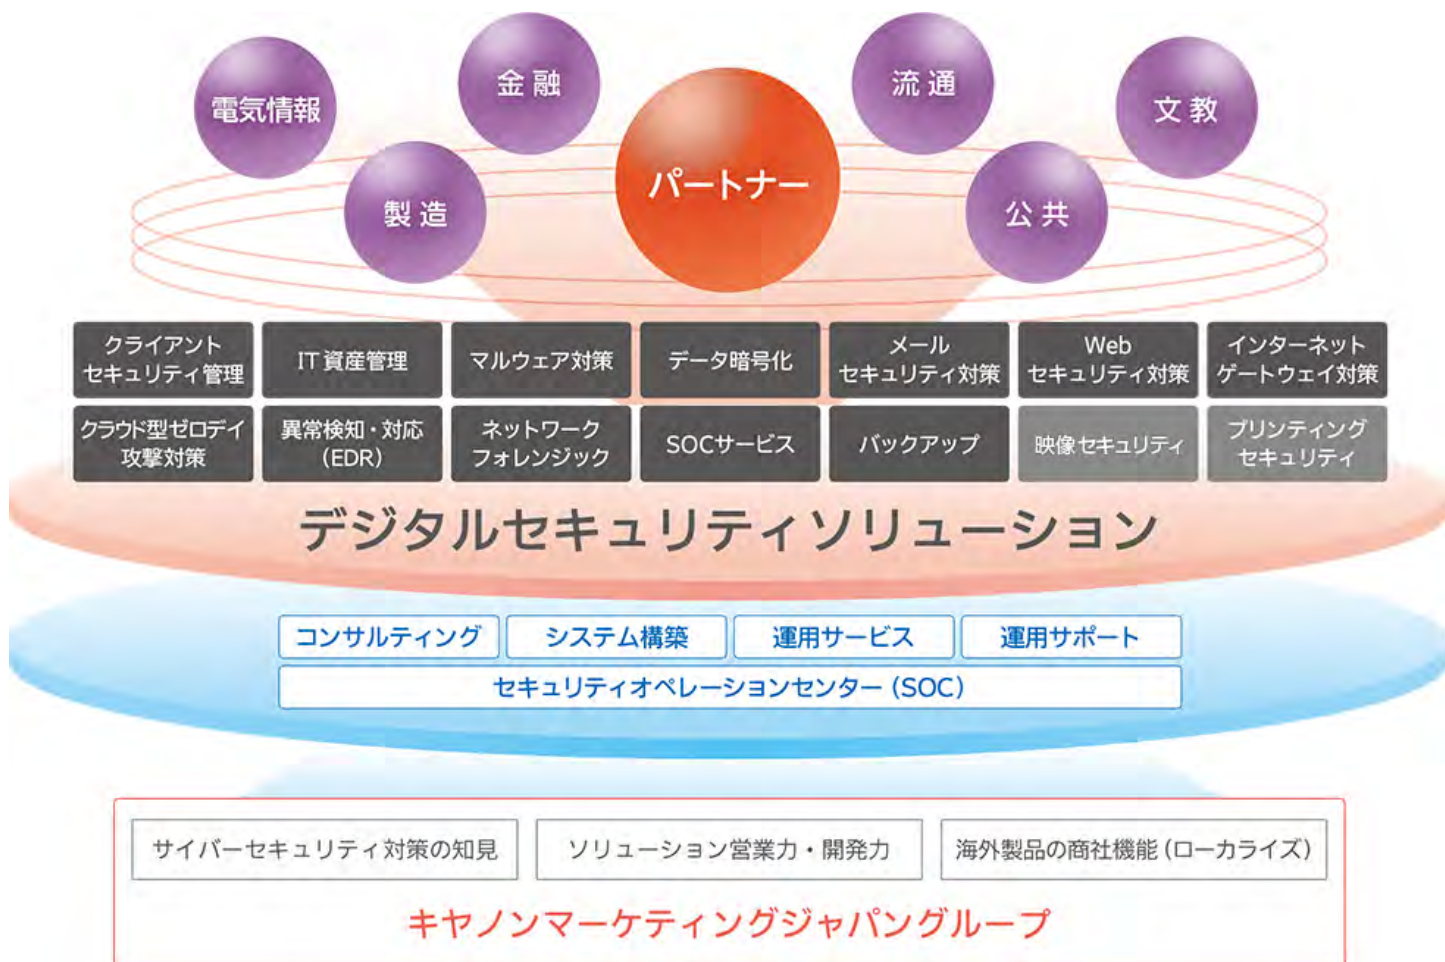 電気情報
金融
流通
文教
製造
パートナー
公共
クライアント
セキュリティ管理
IT資産管理
マルウェア対策
データ暗号化
メール
セキュリティ対策
Web
セキュリティ対策
インターネット
ゲートウェイ対策
クラウド型ゼロデイ
攻撃対策
異常検知・対応
(EDR)
ネットワーク
フォレンジック
SOCサービス
バックアップ
映像セキュリティ
プリンティング
セキュリティ
デジタルセキュリティソリューション
コンサルティング
システム構築
運用サービス
運用サポート
セキュリティオペレーションセンター(SOC)
サイバーセキュリティ対策の知見
ソリューション営業力・開発力
海外製品の商社機能(ローカライズ)
キヤノンマーケティングジャパングループ